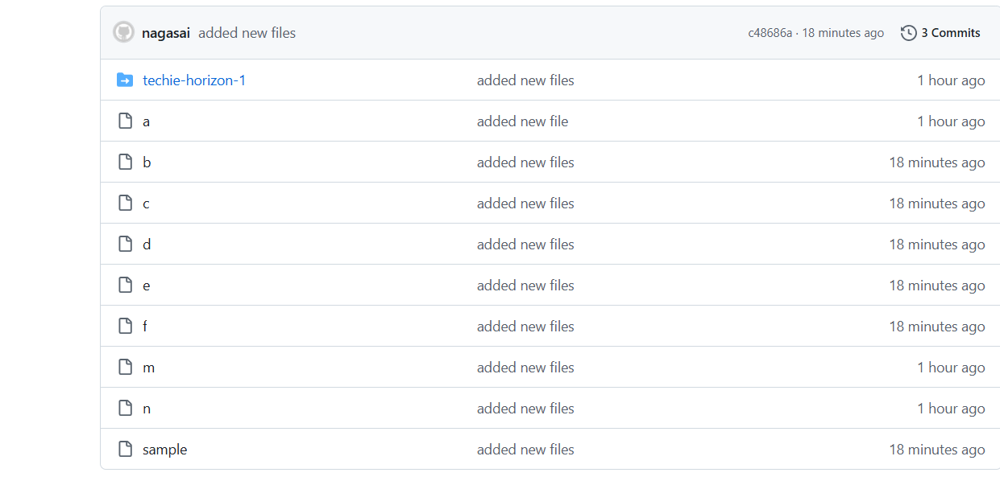 nagasai added new files c48686a · 18 minutes ago 3 Commits
techie-horizon-1 added new files 1 hour ago
a added new file 1 hour ago
b added new files 18 minutes ago
c added new files 18 minutes ago
d added new files 18 minutes ago
e added new files 18 minutes ago
f added new files 18 minutes ago
m added new files 1 hour ago
n added new files 1 hour ago
sample added new files 18 minutes ago